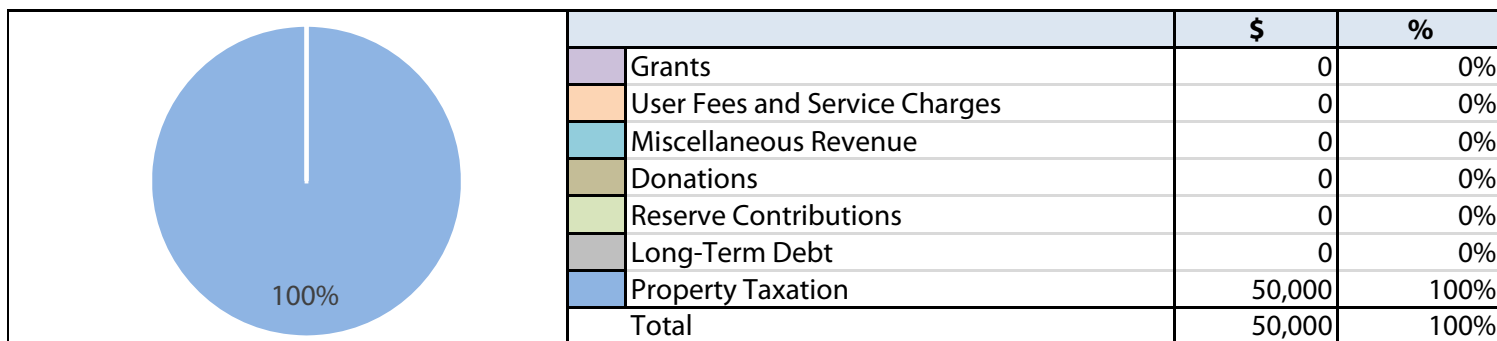 $ %
Grants 0 0%
User Fees and Service Charges 0 0%
Miscellaneous Revenue 0 0%
Donations 0 0%
Reserve Contributions 0 0%
Long-Term Debt 0 0%
Property Taxation 50,000 100%
Total 50,000 100%
100%